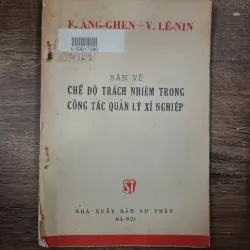 F. ANG-GHEN — V. LÊ-NIN
BÀN VỀ
CHẾ ĐỘ TRÁCH NHIỆM TRONG
CÔNG TÁC QUẢN LÝ XÍ NGHIỆP
ST
NHÀ XUẤT BẢN SỰ THẬT
HÀ-NỘI